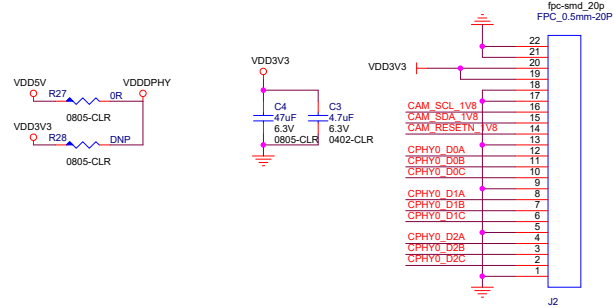 fpc-smd_20p
FPC_0.5mm-20P
VDD3V3
VDD5V
R27
0R
VDDDPHY
0805-CLR
VDD3V3
R28
DNP
0805-CLR
C4
47uF
6.3V
0805-CLR
C3
4.7uF
6.3V
0402-CLR
VDD3V3
22
21
20
19
18
17
CAM_SCL_1V8 16
CAM_SDA_1V8 15
CAM_RESETN_1V8 14
13
CPHY0_D0A 12
CPHY0_D0B 11
CPHY0_D0C 10
9
CPHY0_D1A 8
CPHY0_D1B 7
CPHY0_D1C 6
5
CPHY0_D2A 4
CPHY0_D2B 3
CPHY0_D2C 2
1
J2